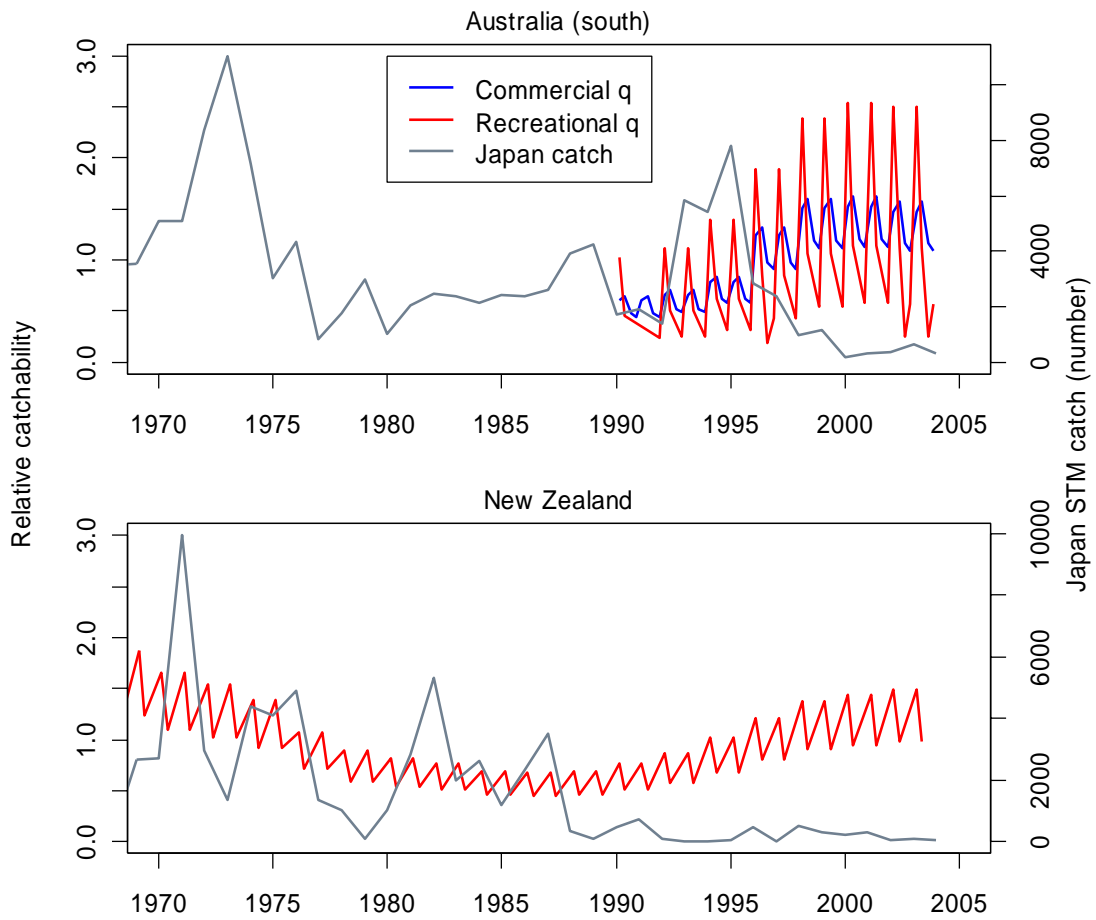 Australia (south)
Commercial q
Recreational q
Japan catch
3.0
2.0
1.0
0.0
8000
4000
0
1970 1975 1980 1985 1990 1995 2000 2005
Relative catchability
Japan STM catch (number)
New Zealand
3.0
2.0
1.0
0.0
10000
6000
2000
0
1970 1975 1980 1985 1990 1995 2000 2005